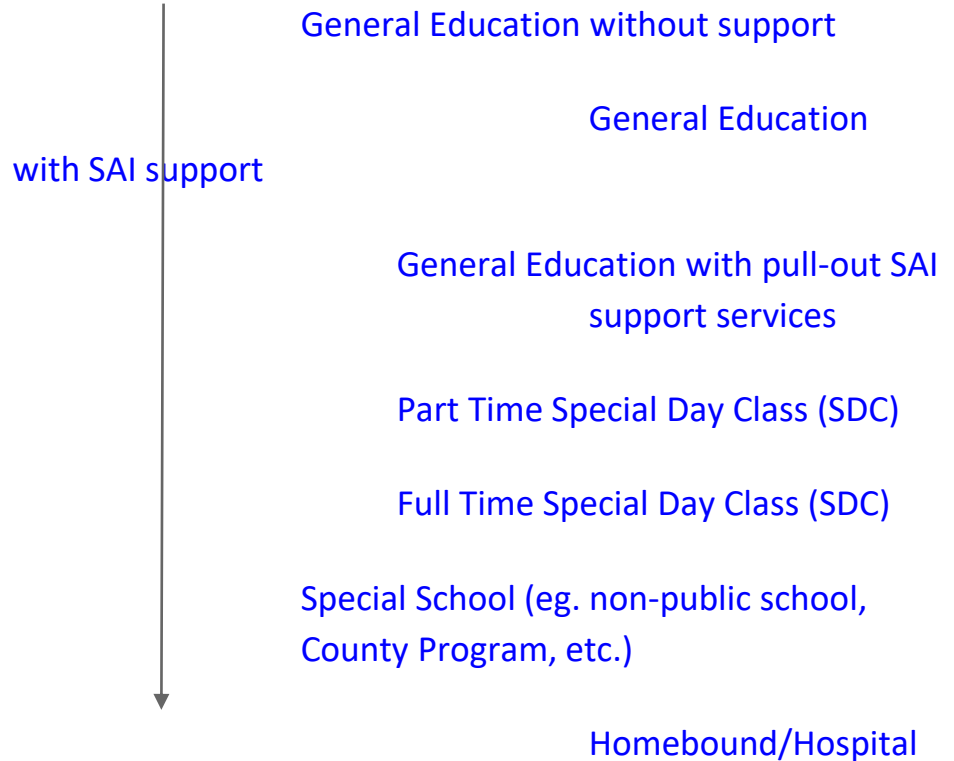 General Education without support
General Education
with SAI support
General Education with pull-out SAI
support services
Part Time Special Day Class (SDC)
Full Time Special Day Class (SDC)
Special School (eg. non-public school,
County Program, etc.)
Homebound/Hospital